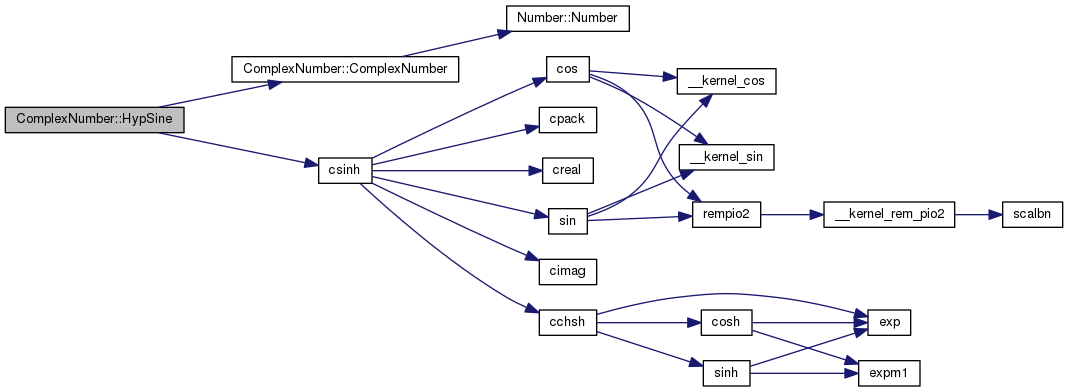 Number::Number
ComplexNumber::ComplexNumber
cos
__kernel_cos
ComplexNumber::HypSine
cpack
__kernel_sin
csinh
creal
sin
rempio2
__kernel_rem_pio2
scalbn
cimag
cchsh
cosh
exp
sinh
expm1